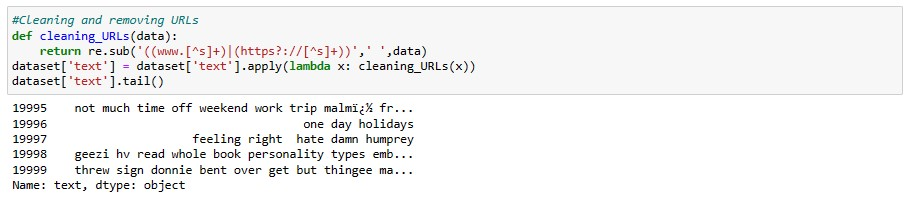 #Cleaning and removing URLs
def cleaning_URLs(data):
    return re.sub('((www.[^s]+)|(https?://[^s]+))',' ',data)
dataset['text'] = dataset['text'].apply(lambda x: cleaning_URLs(x))
dataset['text'].tail()
19995    not much time off weekend work trip malmï¿½ fr...
19996                                  one day holidays
19997                   feeling right  hate damn humprey
19998    geezi hv read whole book personality types emb...
19999    threw sign donnie bent over get but thingee ma...
Name: text, dtype: object